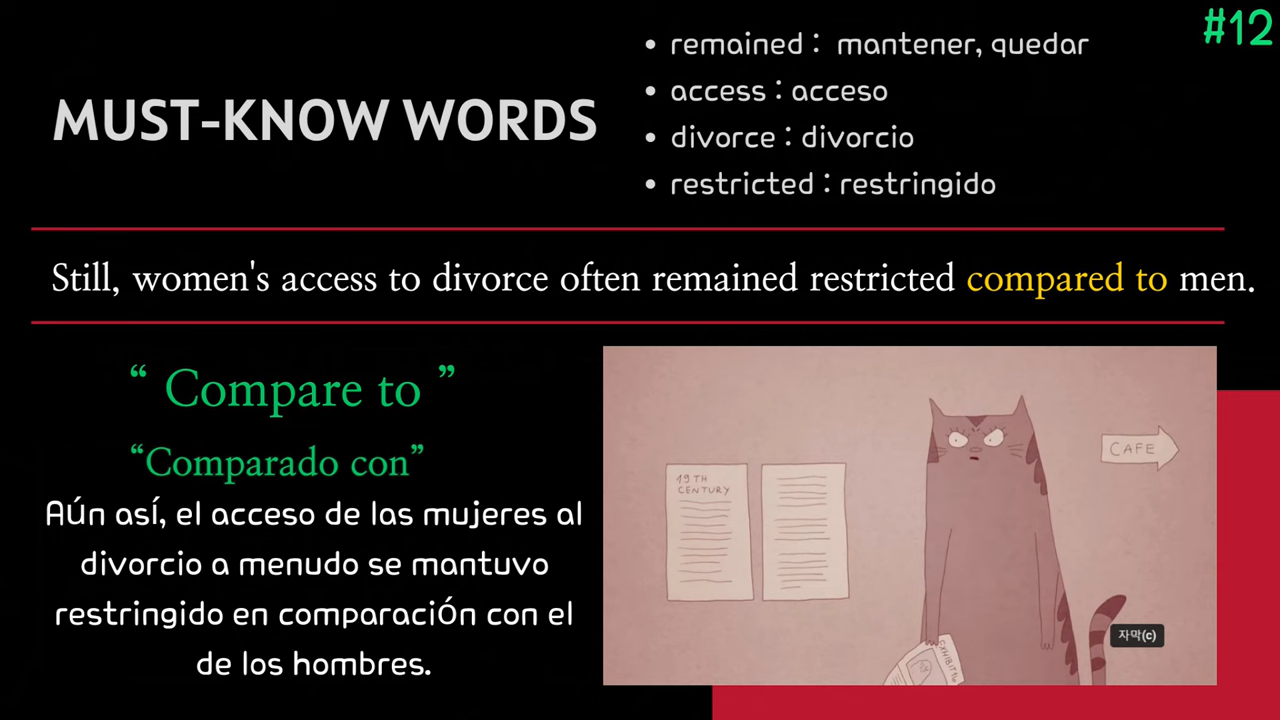 #12
MUST-KNOW WORDS
• remained : mantener, quedar
• access : acceso
• divorce : divorcio
• restricted : restringido
Still, women's access to divorce often remained restricted compared to men.
“ Compare to ”
“Comparado con”
Aún así, el acceso de las mujeres al
divorcio a menudo se mantuvo
restringido en comparación con el
de los hombres.
19TH
CENTURY
CAFE
자막(c)